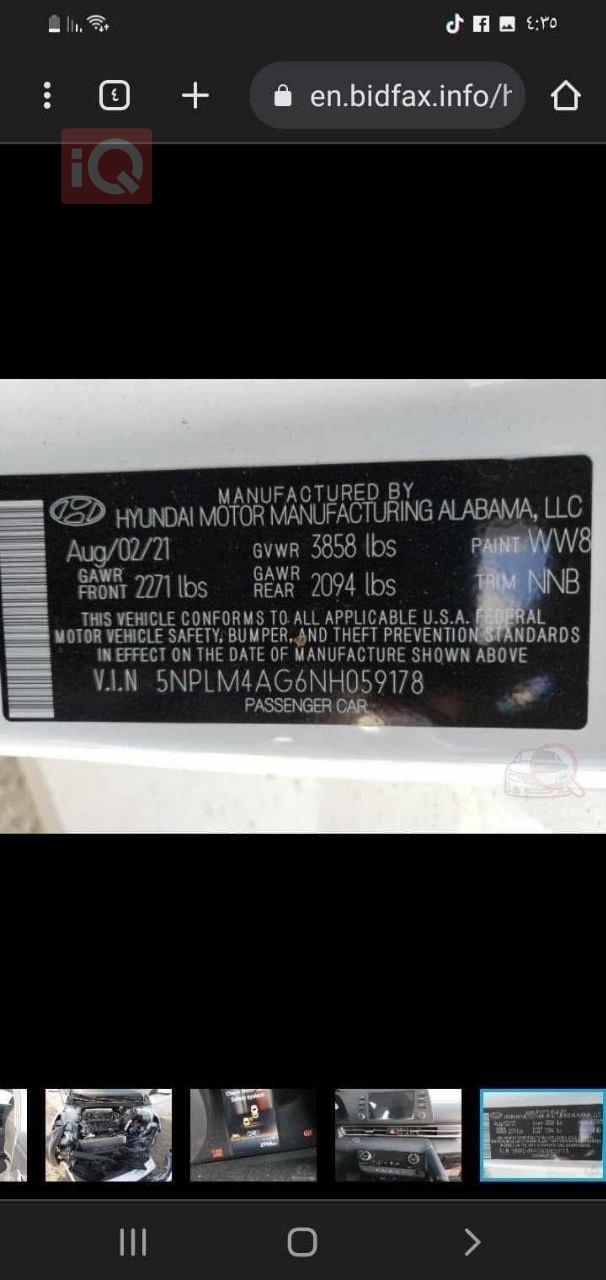 ٤:٣٥
٤
en.bidfax.info/h
iQ
MANUFACTURED BY
HYUNDAI MOTOR MANUFACTURING ALABAMA, LLC
Aug/02/21 GVWR 3858 lbs PAINT WW8
GAWR FRONT 2271 lbs GAWR REAR 2094 lbs TRIM NNB
THIS VEHICLE CONFORMS TO ALL APPLICABLE U.S.A. FEDERAL
MOTOR VEHICLE SAFETY, BUMPER, AND THEFT PREVENTION STANDARDS
IN EFFECT ON THE DATE OF MANUFACTURE SHOWN ABOVE
V.I.N 5NPLM4AG6NH059178
PASSENGER CAR